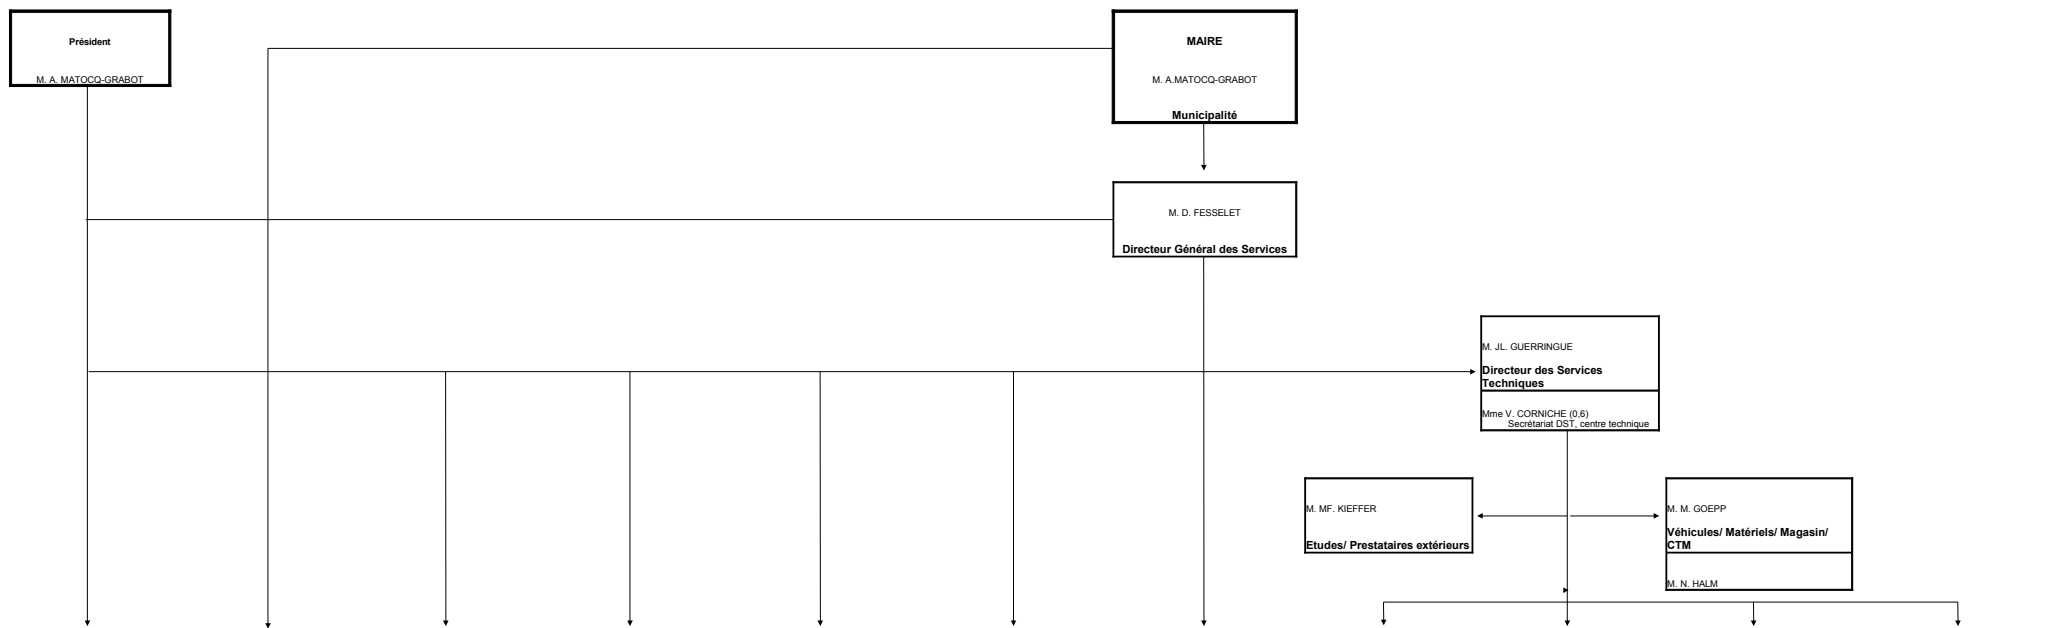 Président
M. A. MATOCQ-GRABOT
MAIRE
M. A.MATOCQ-GRABOT
Municipalité
M. D. FESSELET
Directeur Général des Services
M. JL. GUERRINGUE
Directeur des Services
Techniques
Mme V. CORNICHE (0,6)
Secrétariat DST, centre technique
M. MF. KIEFFER
Etudes/ Prestataires extérieurs
M. M. GOEPP
Véhicules/ Matériels/ Magasin/
CTM
M. N. HALM